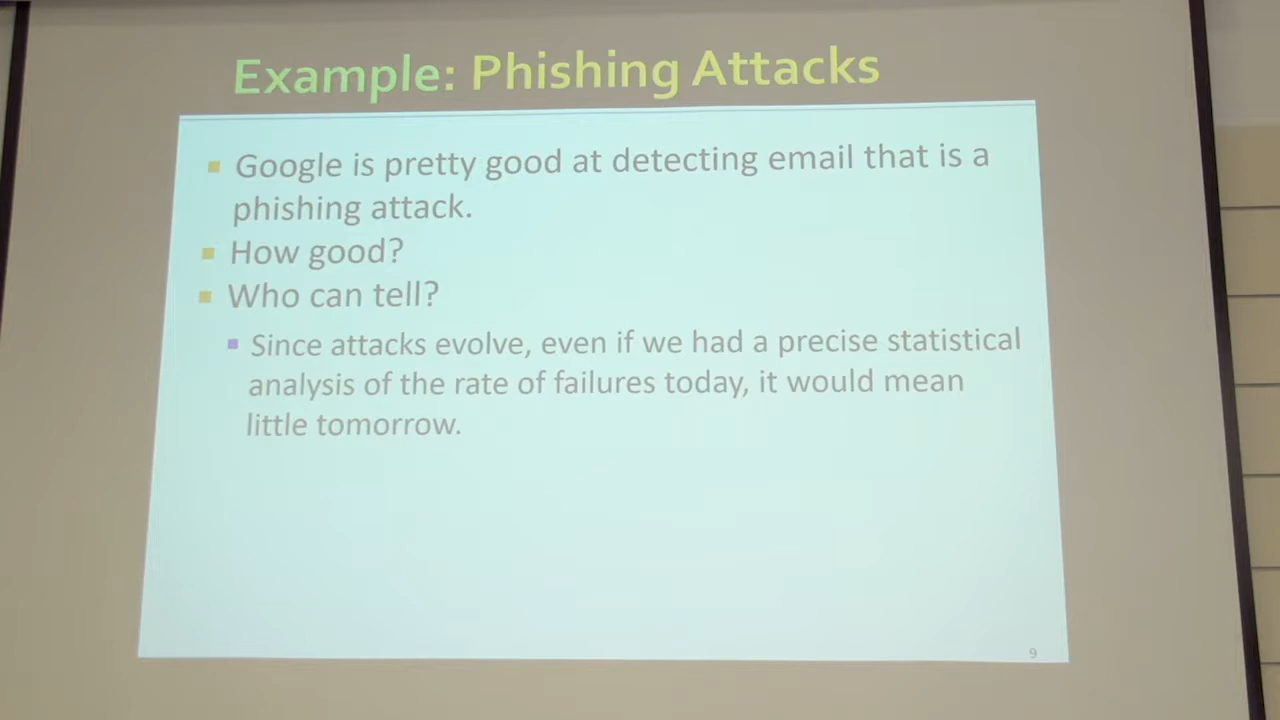 Example: Phishing Attacks
Google is pretty good at detecting email that is a
phishing attack.
How good?
Who can tell?
Since attacks evolve, even if we had a precise statistical
analysis of the rate of failures today, it would mean
little tomorrow.
9